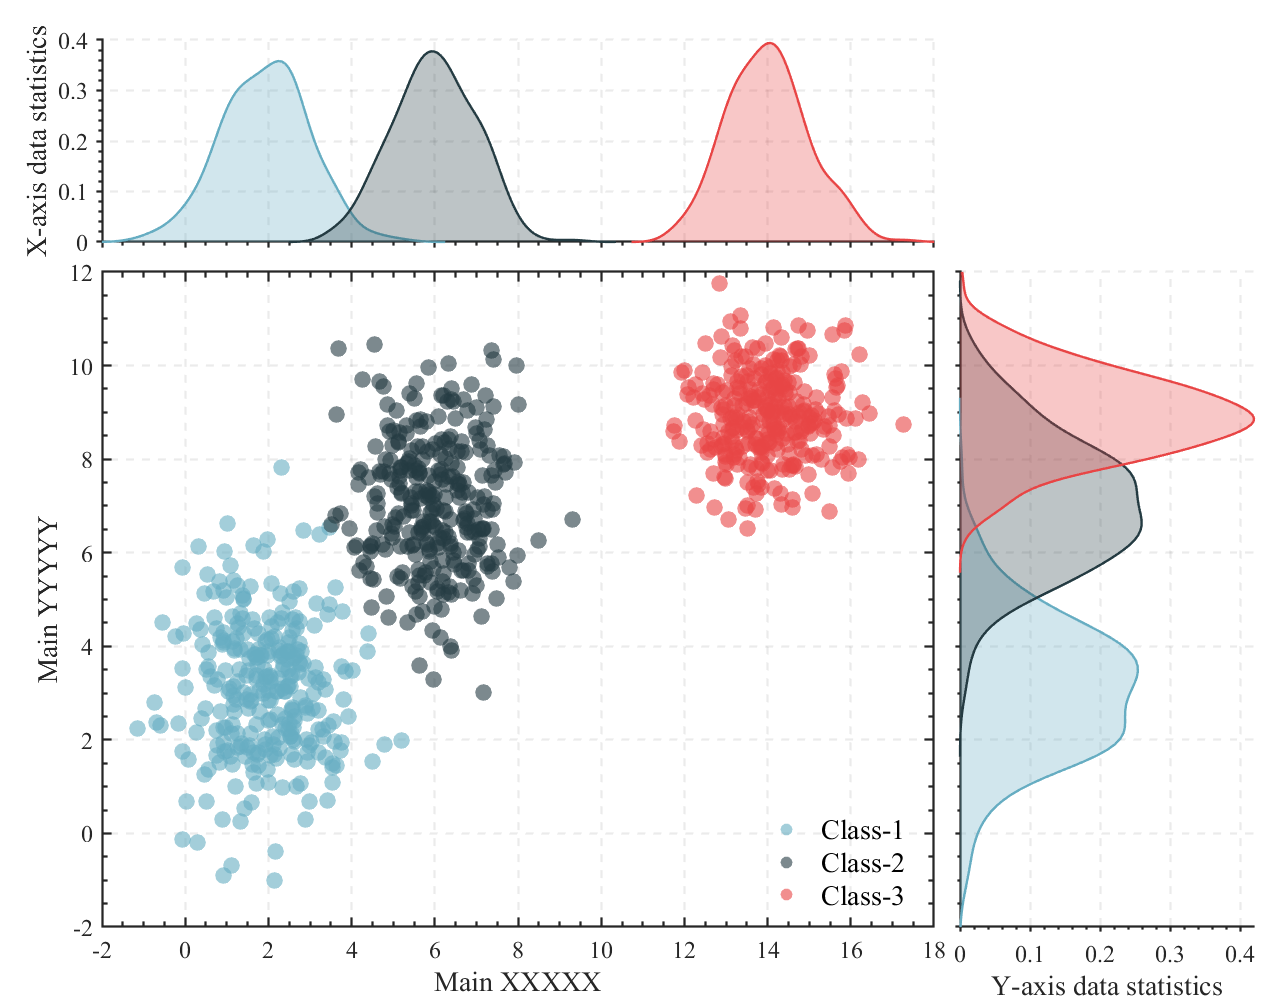 X-axis data statistics
0.4
0.3
0.2
0.1
0
Main YYYYY
12
10
8
6
4
2
0
-2
Class-1
Class-2
Class-3
-2 0 2 4 6 8 10 12 14 16 18
Main XXXXX
0 0.1 0.2 0.3 0.4
Y-axis data statistics